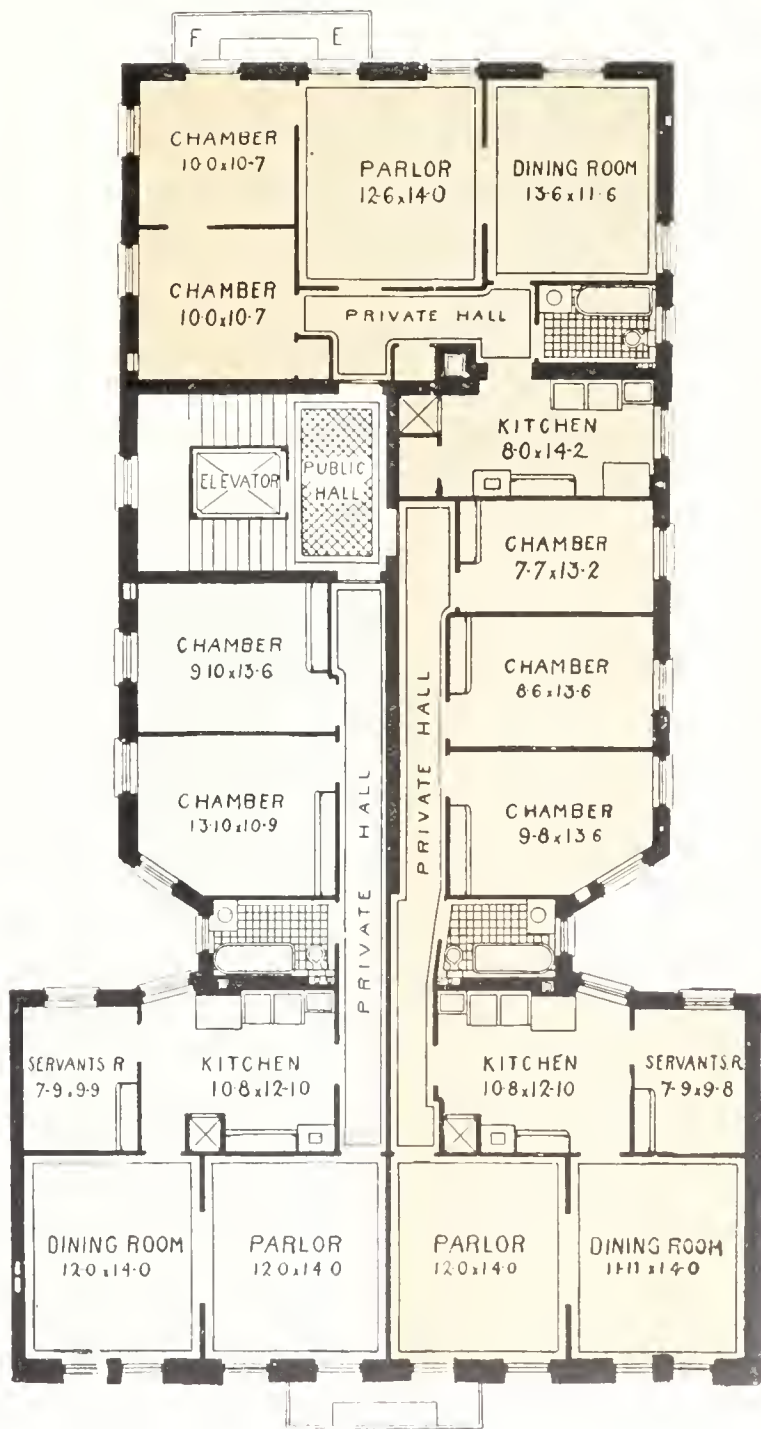 F E
CHAMBER
10·0x10-7
PARLOR
12-6x14-0
DINING ROOM
13-6x11-6
CHAMBER
10·0x10-7
PRIVATE HALL
KITCHEN
8-0x14-2
ELEVATOR
PUBLIC
HALL
CHAMBER
7-7x13-2
CHAMBER
9·10x13-6
CHAMBER
8-6x13-6
PRIVATE HALL
CHAMBER
13·10x10-9
CHAMBER
9-8x13 6
PRIVATE HALL
SERVANTS R
7-9x9-9
KITCHEN
10·8x12-10
KITCHEN
10·8x12-10
SERVANTS.R.
7-9x9-8
DINING ROOM
12·0x14·0
PARLOR
12·0x14·0
PARLOR
12·0x14·0
DINING ROOM
11-11x14-0